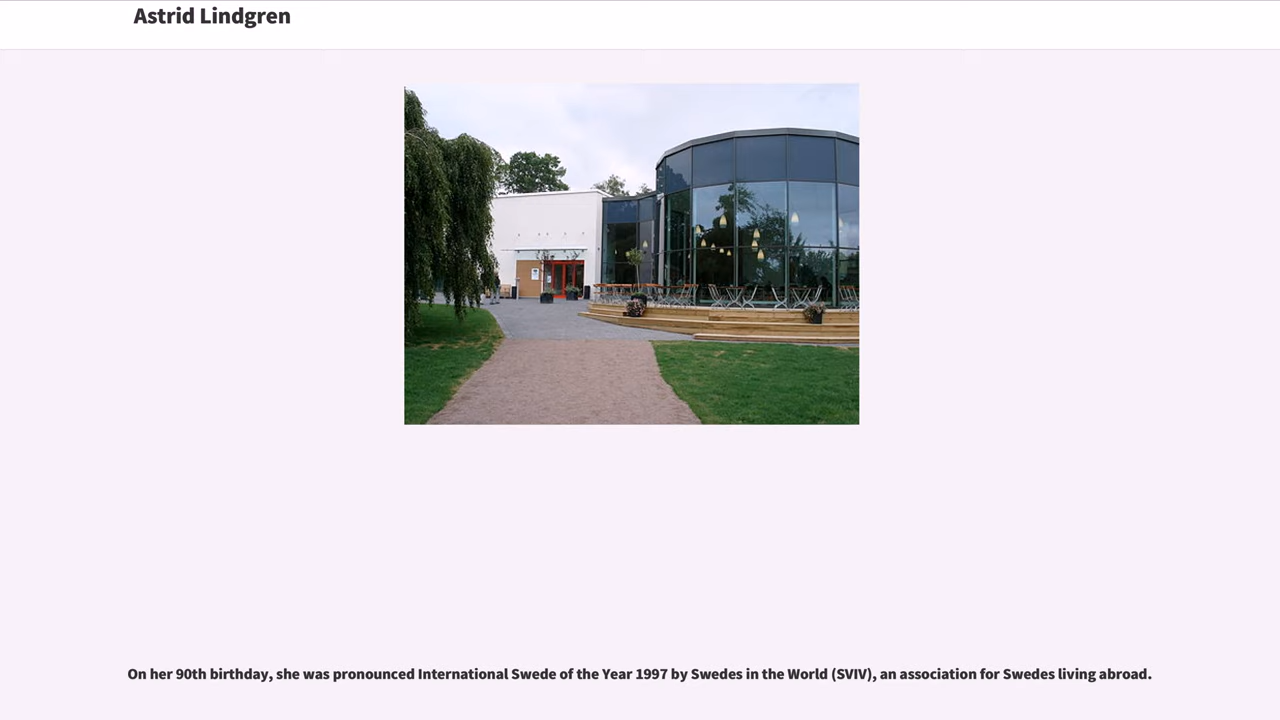 Astrid Lindgren
On her 90th birthday, she was pronounced International Swede of the Year 1997 by Swedes in the World (SVIV), an association for Swedes living abroad.